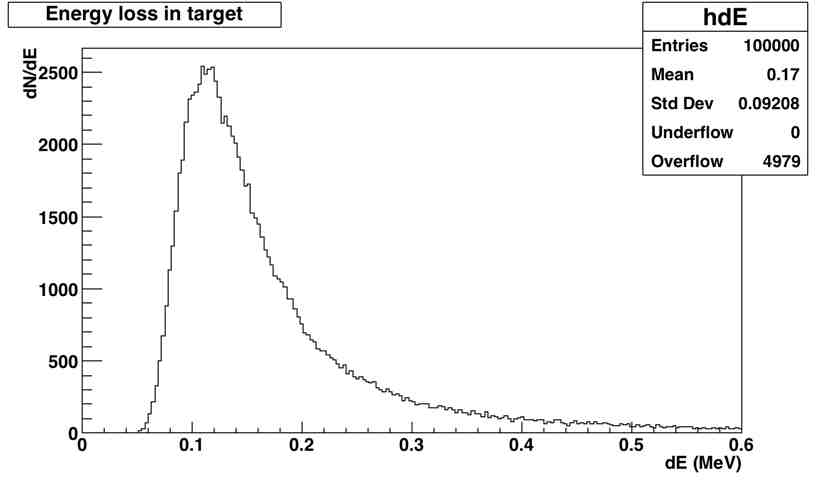 Energy loss in target
hdE
Entries 100000
Mean 0.17
Std Dev 0.09208
Underflow 0
Overflow 4979
dN/dE
2500
2000
1500
1000
500
0
0 0.1 0.2 0.3 0.4 0.5 0.6
dE (MeV)